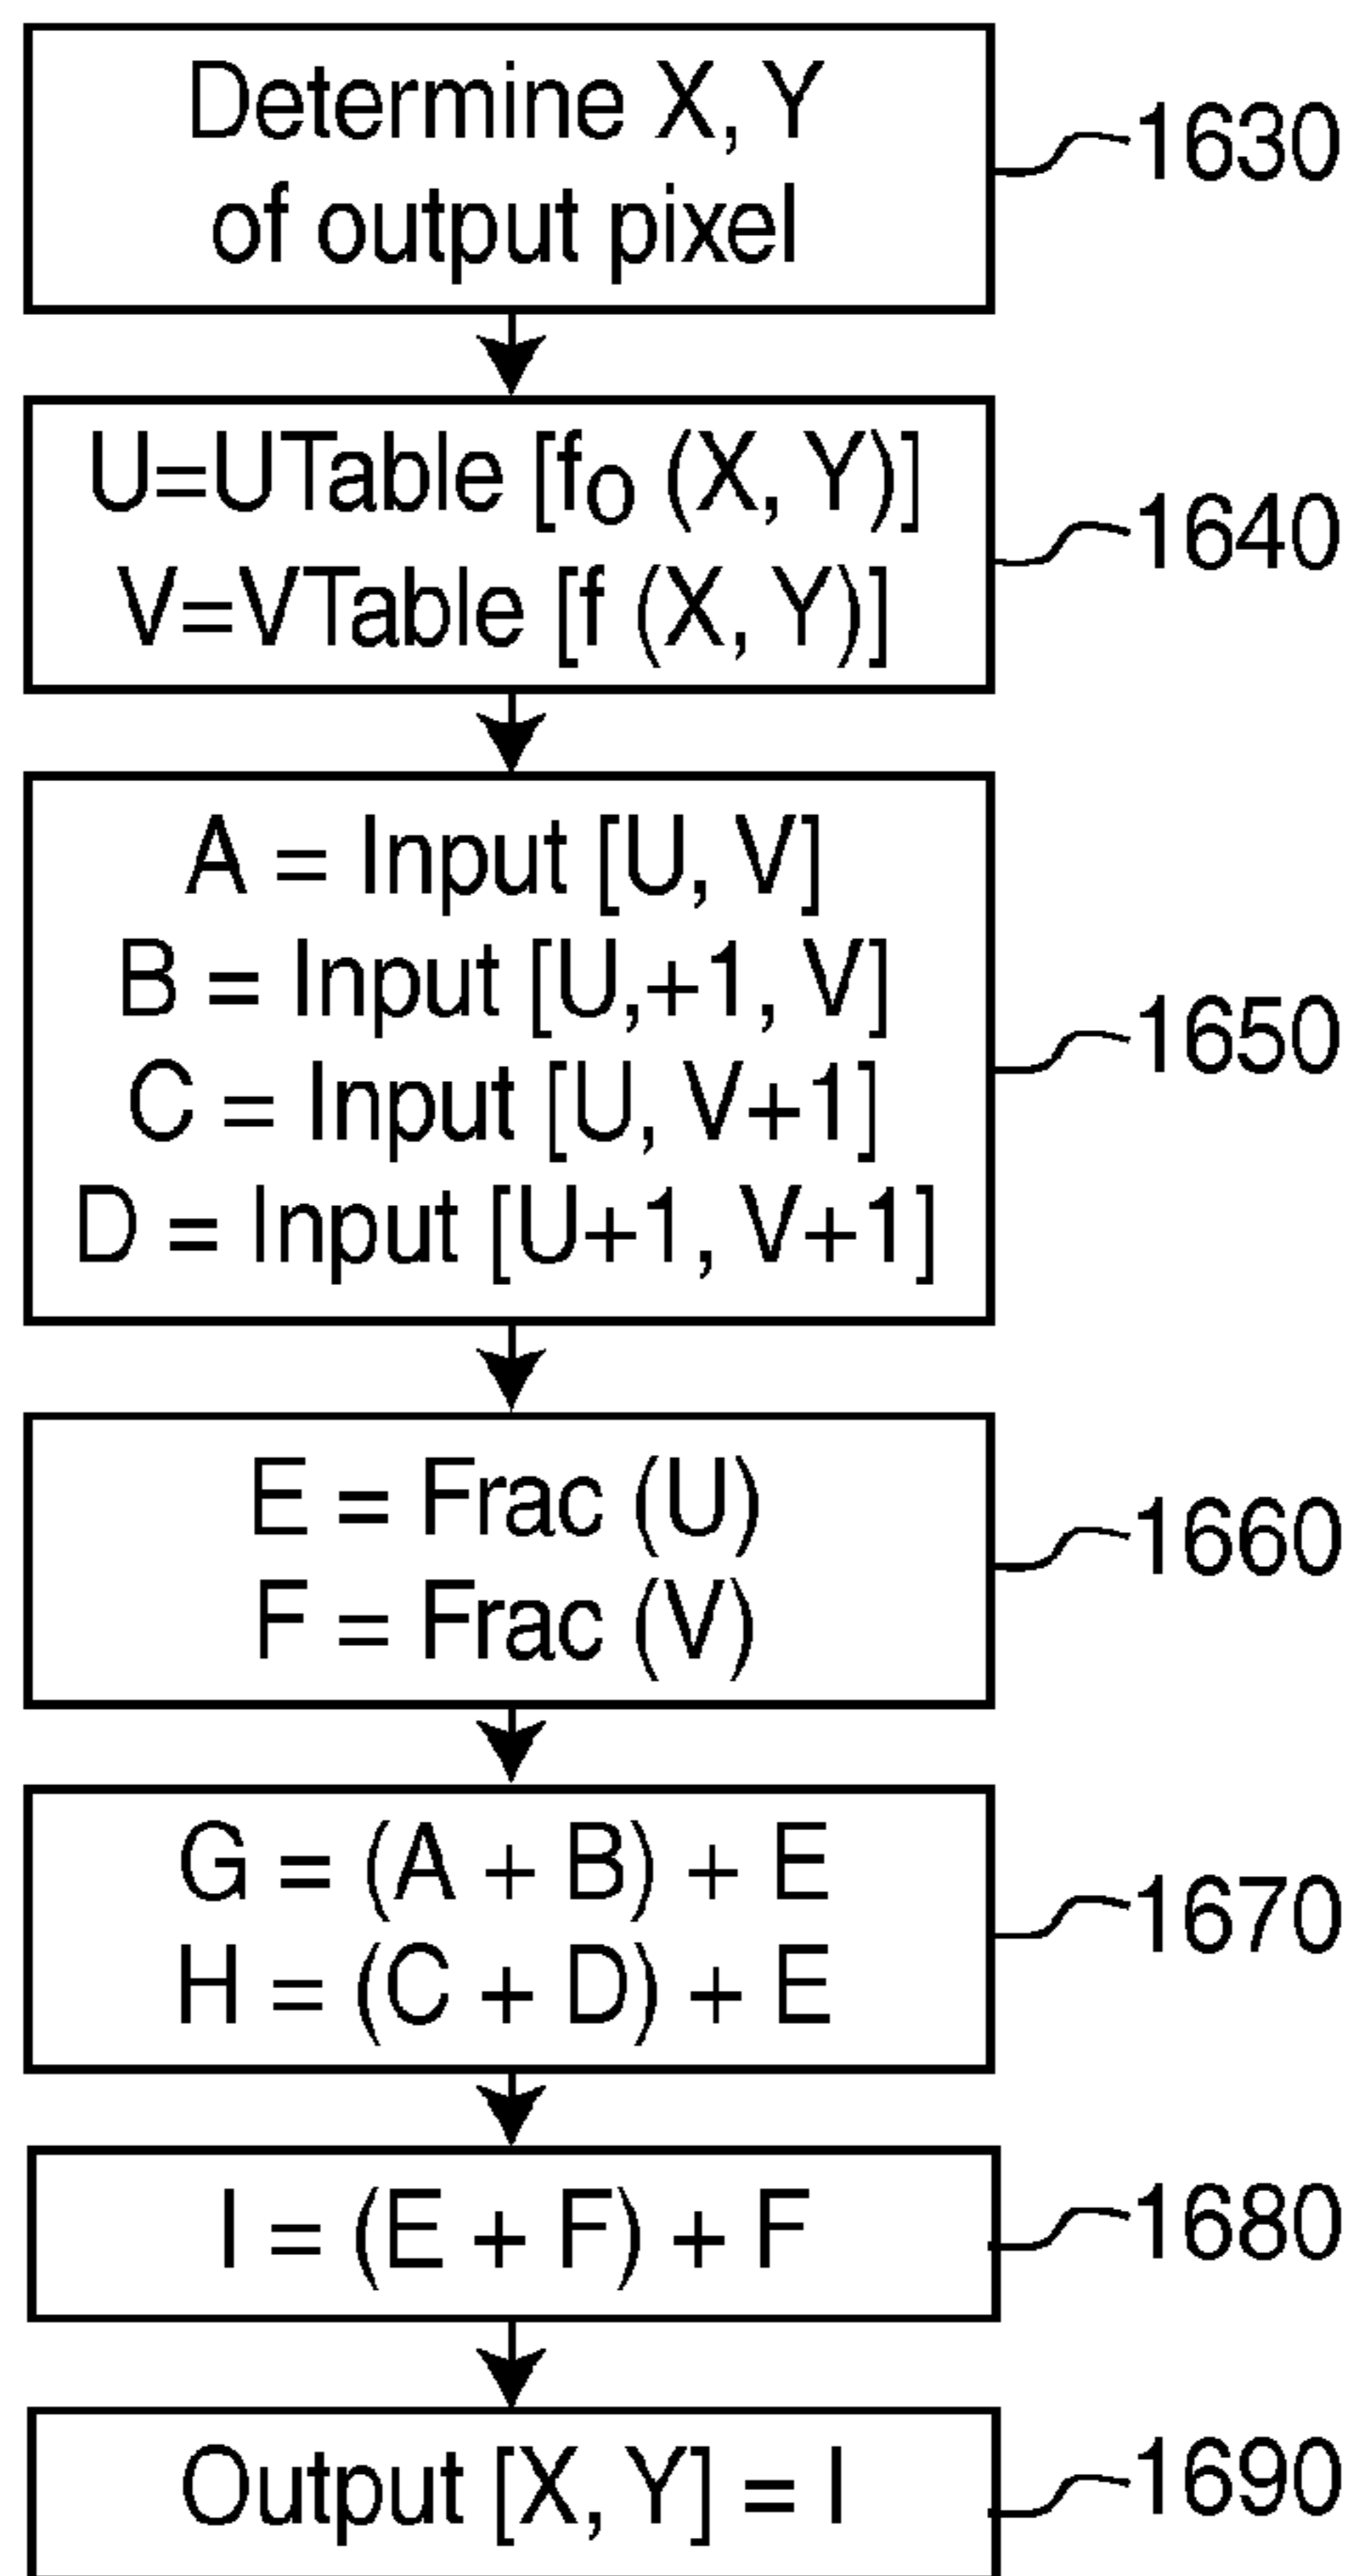 Determine X, Y
of output pixel
1630
U=UTable [fo (X, Y)]
V=VTable [f (X, Y)]
1640
A = Input [U, V]
B = Input [U,+1, V]
C = Input [U, V+1]
D = Input [U+1, V+1]
1650
E = Frac (U)
F = Frac (V)
1660
G = (A + B) + E
H = (C + D) + E
1670
I = (E + F) + F
1680
Output [X, Y] = I
1690